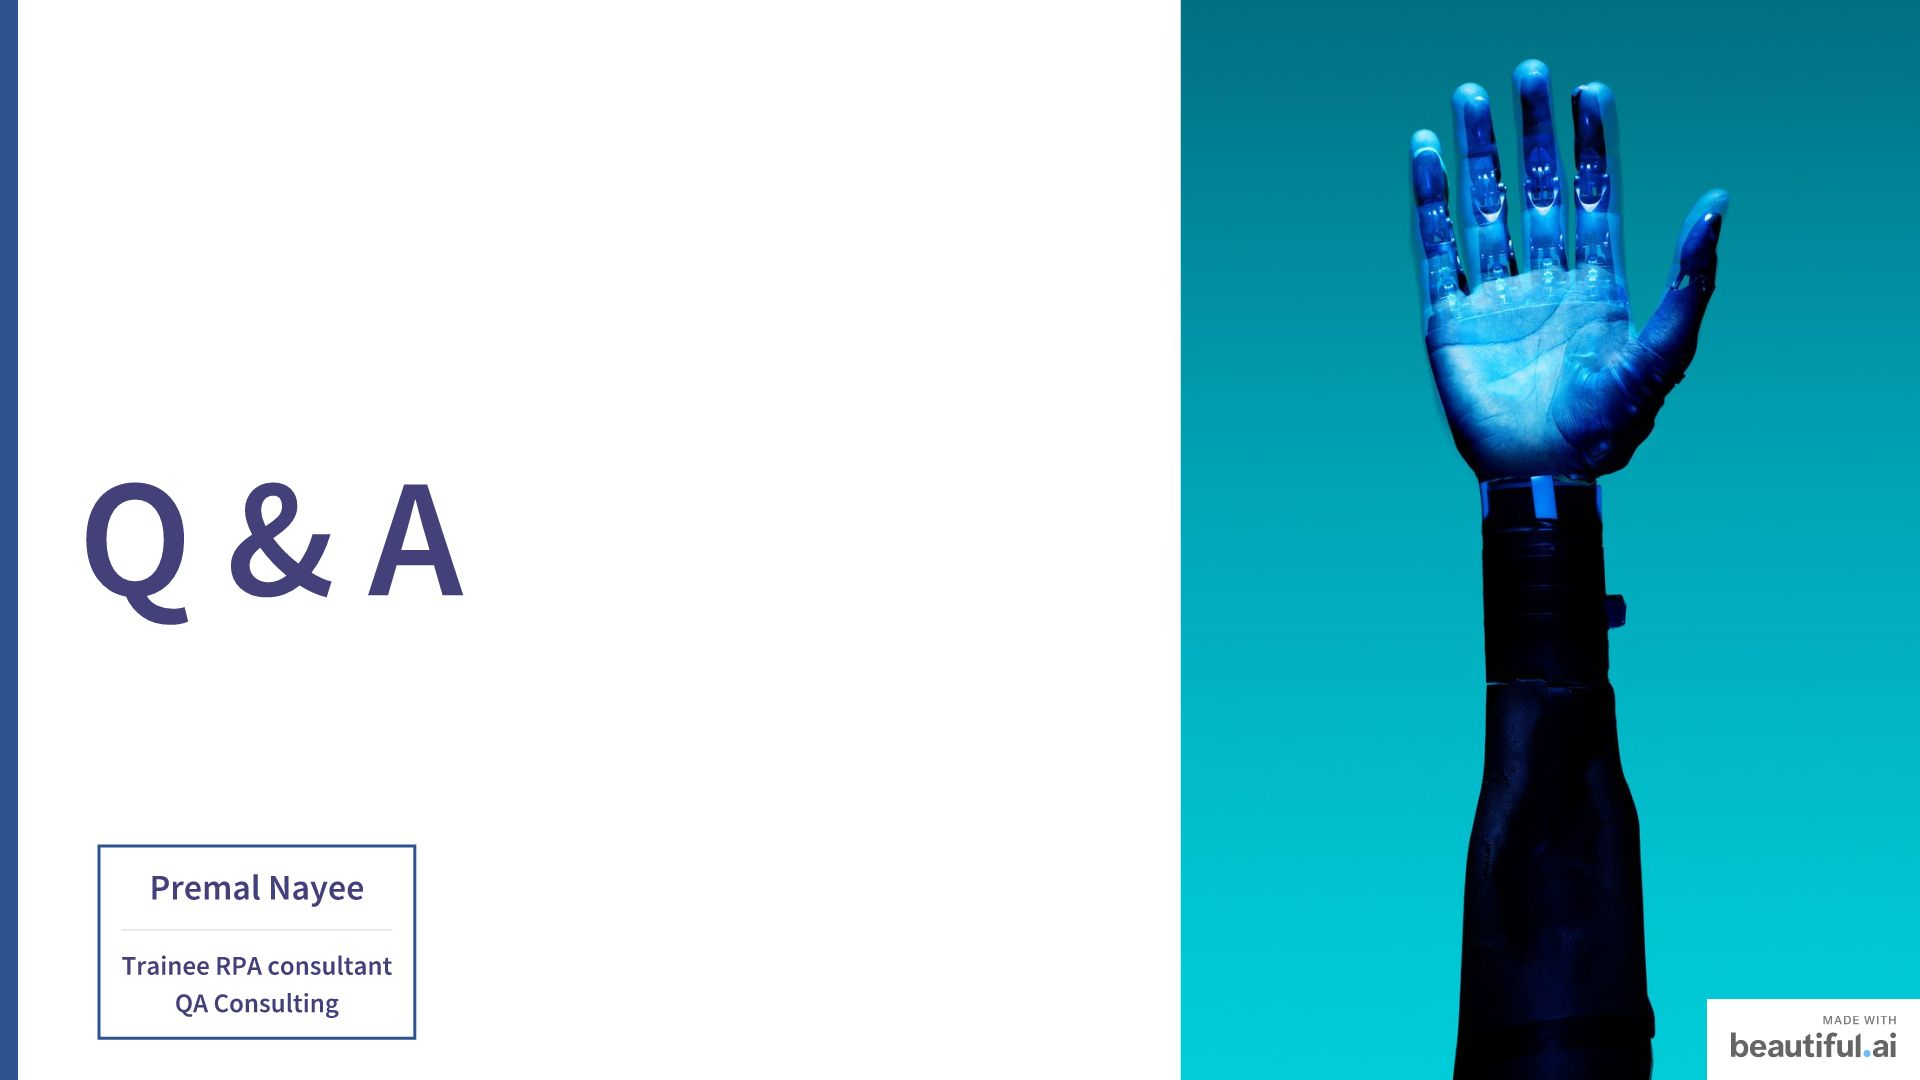 Q & A
Premal Nayee
Trainee RPA consultant
QA Consulting
MADE WITH
beautiful.ai